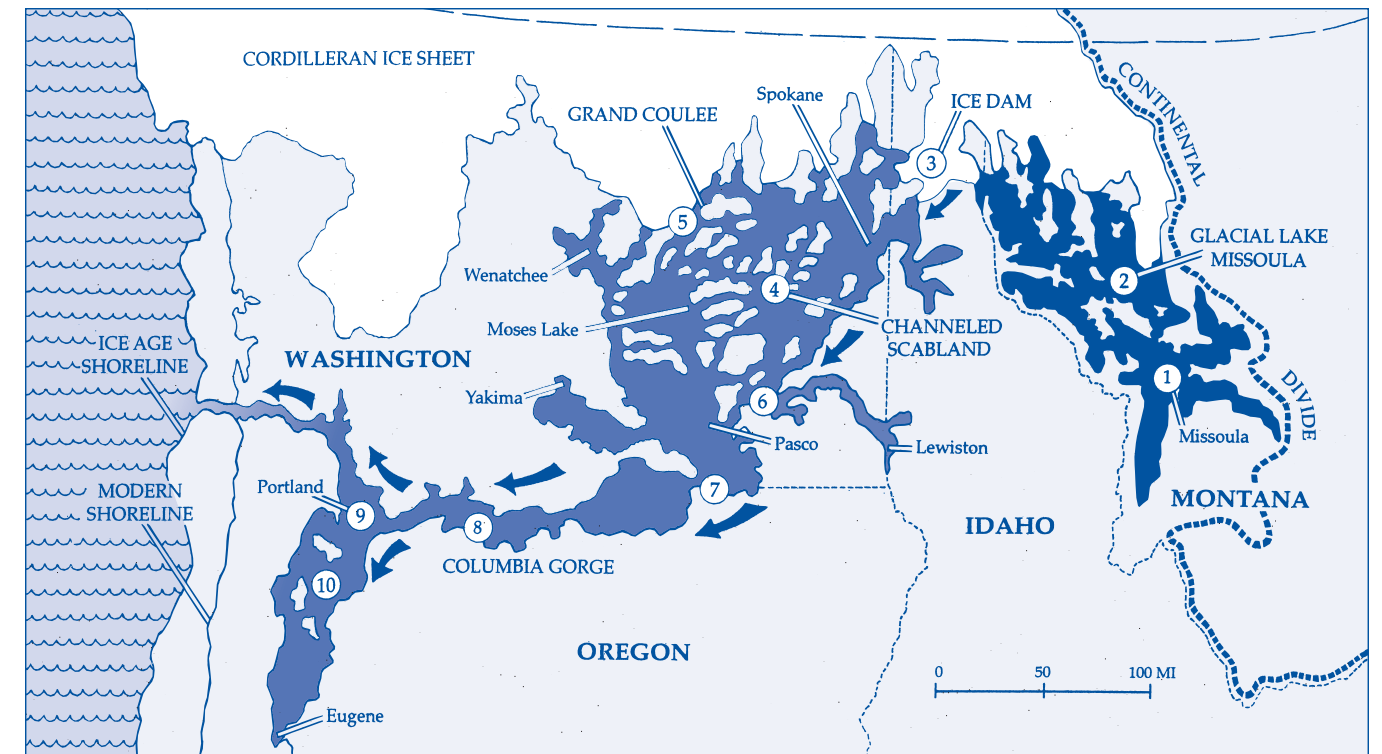 CORDILLERAN ICE SHEET
Spokane
ICE DAM
CONTINENTAL
GRAND COULEE
3
5
GLACIAL LAKE
MISSOULA
Wenatchee
2
4
Moses Lake
CHANNELED
SCABLAND
ICE AGE
SHORELINE
WASHINGTON
1
DIVIDE
Yakima
6
Missoula
Pasco
Lewiston
Portland
MODERN
SHORELINE
7
MONTANA
9
8
IDAHO
COLUMBIA GORGE
10
OREGON
0
50
100 MI
Eugene